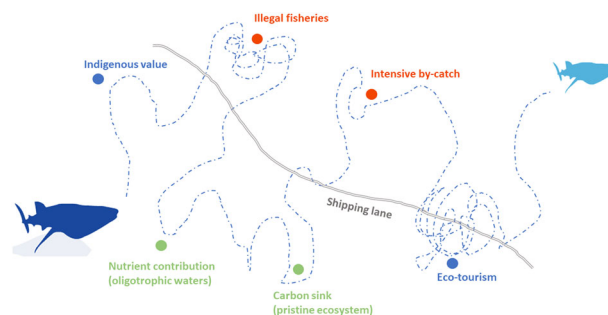 Illegal fisheries
Indigenous value
Intensive by-catch
Shipping lane
Nutrient contribution
(oligotrophic waters)
Carbon sink
(pristine ecosystem)
Eco-tourism